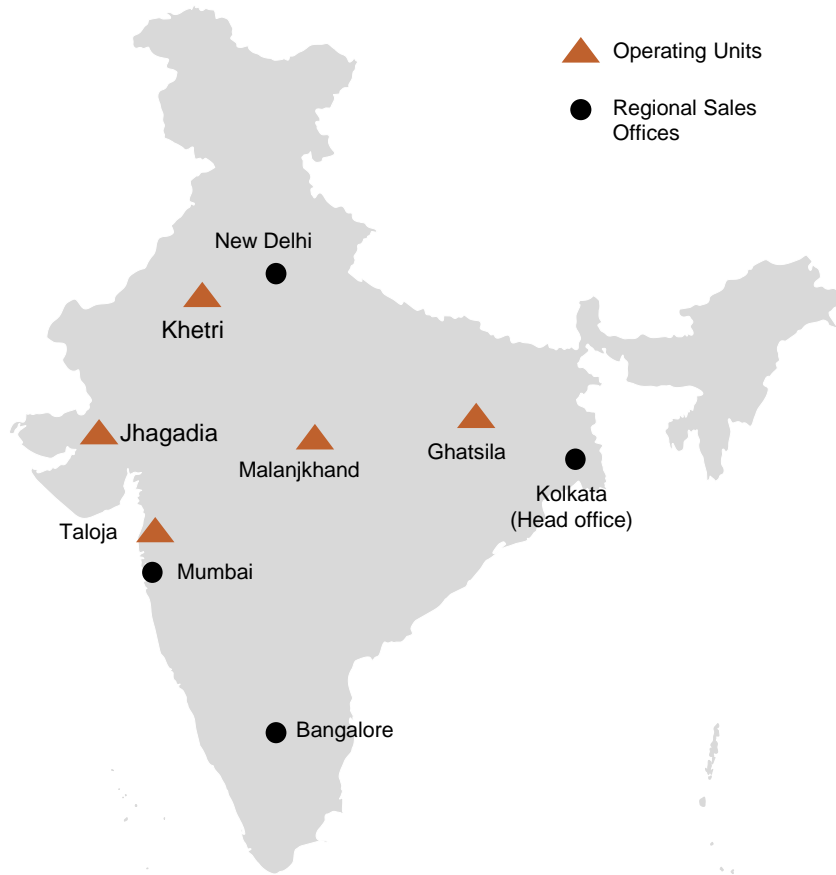 Operating Units
Regional Sales
Offices
New Delhi
Khetri
Jhagadia
Malanjkhand
Ghatsila
Kolkata
(Head office)
Taloja
Mumbai
Bangalore